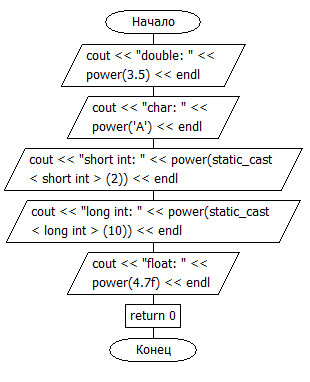 Начало
cout << "double: " <<
power(3.5) << endl
cout << "char: " <<
power('A') << endl
cout << "short int: " << power(static_cast
< short int > (2)) << endl
cout << "long int: " << power(static_cast
< long int > (10)) << endl
cout << "float: " <<
power(4.7f) << endl
return 0
Конец